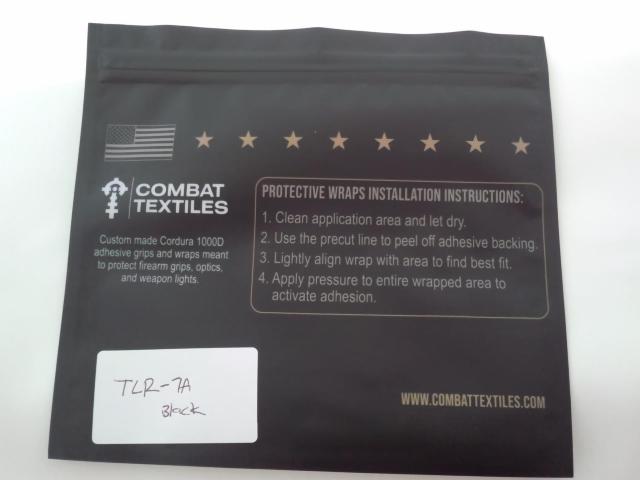 COMBAT
TEXTILES
Custom made Cordura 1000D
adhesive grips and wraps meant
to protect firearm grips, optics,
and weapon lights.
PROTECTIVE WRAPS INSTALLATION INSTRUCTIONS:
1. Clean application area and let dry.
2. Use the precut line to peel off adhesive backing.
3. Lightly align wrap with area to find best fit.
4. Apply pressure to entire wrapped area to
activate adhesion.
TLR-7A
Black
WWW.COMBATTEXTILES.COM